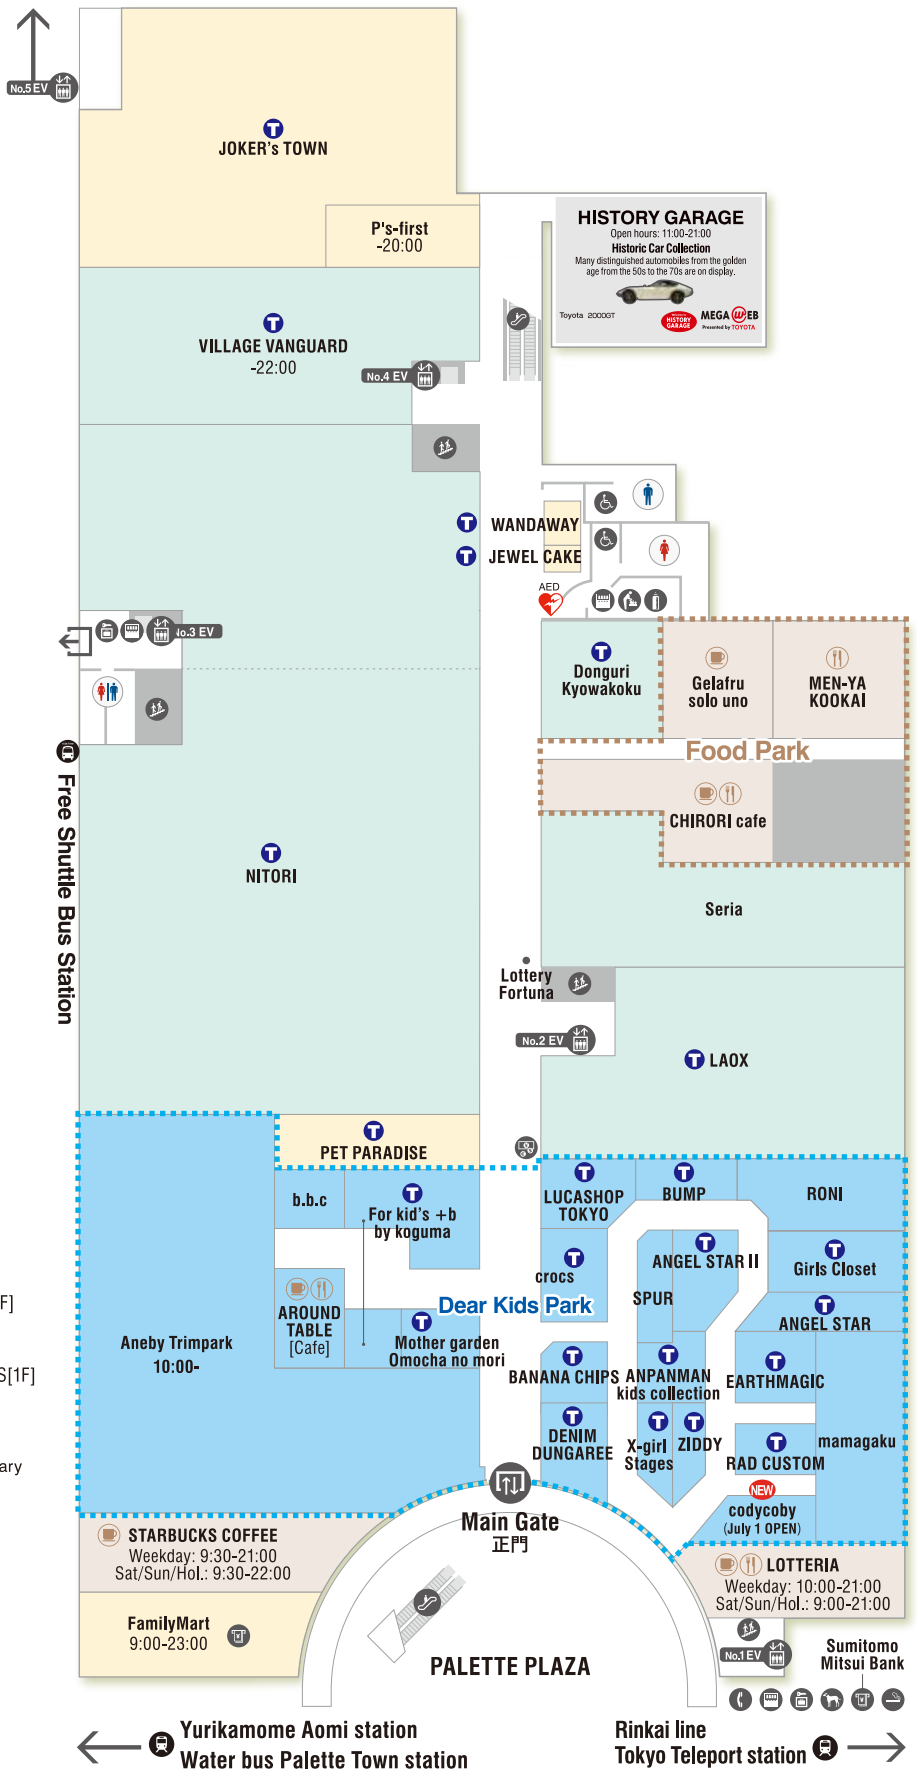 No.5 EV
JOKER's TOWN
P's-first
-20:00
HISTORY GARAGE
Open hours: 11:00-21:00
Historic Car Collection
Many distinguished automobiles from the golden
age from the 50s to the 70s are on display.
Toyota 2000GT
HISTORY
GARAGE
MEGA WEB
Presented by TOYOTA
VILLAGE VANGUARD
-22:00
No.4 EV
WANDAWAY
JEWEL CAKE
AED
No.3 EV
Donguri
Kyowakoku
Gelafru
solo uno
MEN-YA
KOOKAI
Food Park
CHIRORI cafe
Free Shuttle Bus Station
NITORI
Seria
Lottery
Fortuna
No.2 EV
LAOX
PET PARADISE
b.b.c
For kid's +b
by koguma
LUCASHOP
TOKYO
BUMP
RONI
crocs
ANGEL STAR II
Girls Closet
SPUR
Dear Kids Park
AROUND
TABLE
[Cafe]
ANGEL STAR
F]
Aneby Trimpark
10:00-
Mother garden
Omocha no mori
BANANA CHIPS
ANPANMAN
kids collection
EARTHMAGIC
S[1F]
DENIM
DUNGAREE
X-girl
Stages
ZIDDY
RAD CUSTOM
mamagaku
ary
NEW
codycoby
(July 1 OPEN)
Main Gate
正門
STARBUCKS COFFEE
Weekday: 9:30-21:00
Sat/Sun/Hol.: 9:30-22:00
LOTTERIA
Weekday: 10:00-21:00
Sat/Sun/Hol.: 9:00-21:00
FamilyMart
9:00-23:00
PALETTE PLAZA
No.1 EV
Sumitomo
Mitsui Bank
Yurikamome Aomi station
Water bus Palette Town station
Rinkai line
Tokyo Teleport station